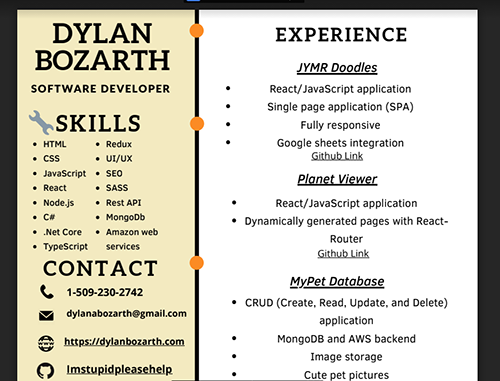 DYLAN
BOZARTH
SOFTWARE DEVELOPER
SKILLS
HTML
CSS
JavaScript
React
Node.js
C#
.Net Core
TypeScript
Redux
UI/UX
SEO
SASS
Rest API
MongoDb
Amazon web
services
CONTACT
1-509-230-2742
dylanabozarth@gmail.com
https://dylanbozarth.com
Imstupidpleasehelp
EXPERIENCE
JYMR Doodles
React/JavaScript application
Single page application (SPA)
Fully responsive
Google sheets integration
Github Link
Planet Viewer
React/JavaScript application
Dynamically generated pages with React-
Router
Github Link
MyPet Database
CRUD (Create, Read, Update, and Delete)
application
MongoDB and AWS backend
Image storage
Cute pet pictures